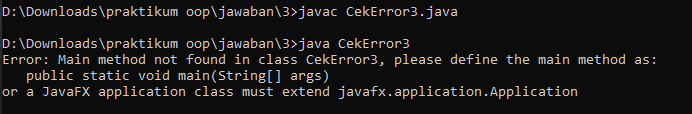 D:\Downloads\praktikum oop\jawaban\3>javac CekError3.java
D:\Downloads\praktikum oop\jawaban\3>java CekError3
Error: Main method not found in class CekError3, please define the main method as:
   public static void main(String[] args)
or a JavaFX application class must extend javafx.application.Application